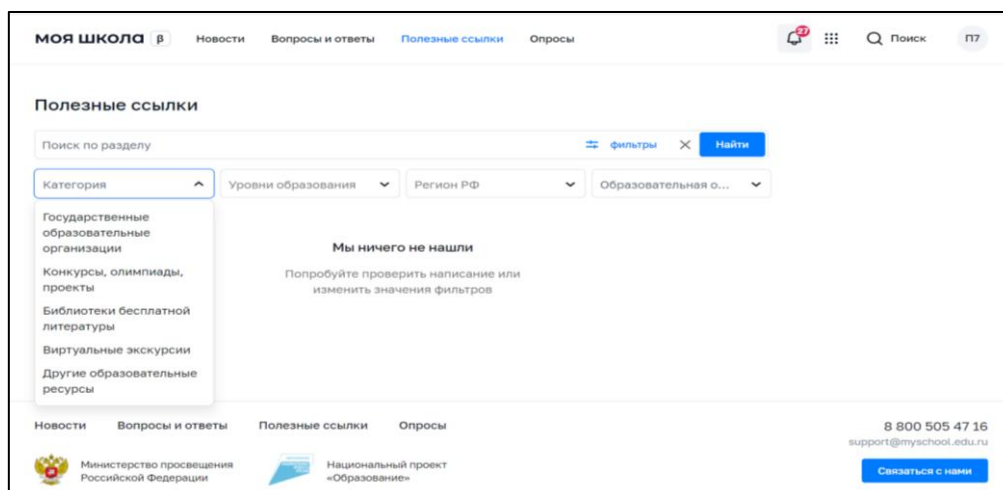 моя школа β Новости Вопросы и ответы Полезные ссылки Опросы 27 Поиск П7
Полезные ссылки
Поиск по разделу фильтры Найти
Категория Уровни образования Регион РФ Образовательная о...
Государственные
образовательные
организации
Конкурсы, олимпиады,
проекты
Библиотеки бесплатной
литературы
Виртуальные экскурсии
Другие образовательные
ресурсы
Мы ничего не нашли
Попробуйте проверить написание или
изменить значения фильтров
Новости Вопросы и ответы Полезные ссылки Опросы
8 800 505 47 16
support@myschool.edu.ru
Министерство просвещения
Российской Федерации
Национальный проект
«Образование»
Связаться с нами